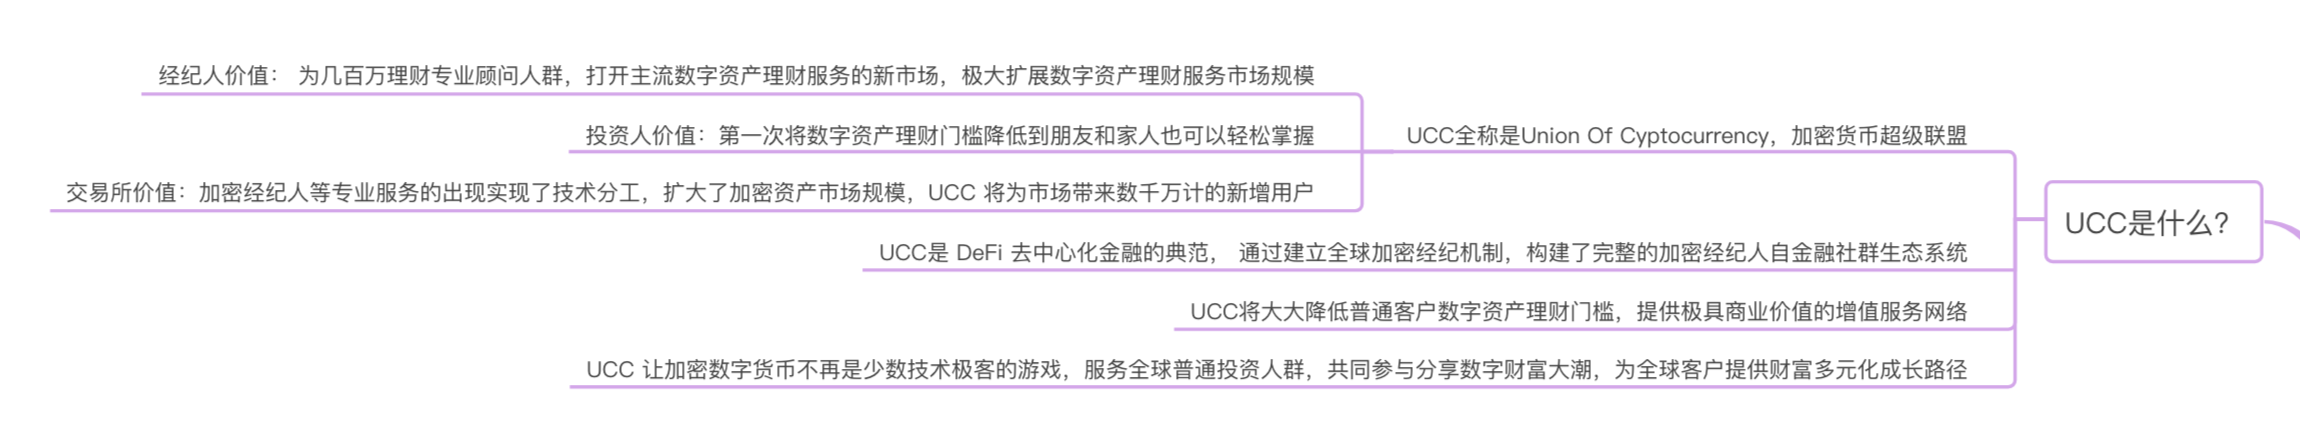 经纪人价值： 为几百万理财专业顾问人群，打开主流数字资产理财服务的新市场，极大扩展数字资产理财服务市场规模
投资人价值：第一次将数字资产理财门槛降低到朋友和家人也可以轻松掌握
UCC全称是Union Of Cyptocurrency，加密货币超级联盟
交易所价值：加密经纪人等专业服务的出现实现了技术分工，扩大了加密资产市场规模，UCC 将为市场带来数千万计的新增用户
UCC是什么？
UCC是 DeFi 去中心化金融的典范， 通过建立全球加密经纪机制，构建了完整的加密经纪人自金融社群生态系统
UCC将大大降低普通客户数字资产理财门槛，提供极具商业价值的增值服务网络
UCC 让加密数字货币不再是少数技术极客的游戏，服务全球普通投资人群，共同参与分享数字财富大潮，为全球客户提供财富多元化成长路径